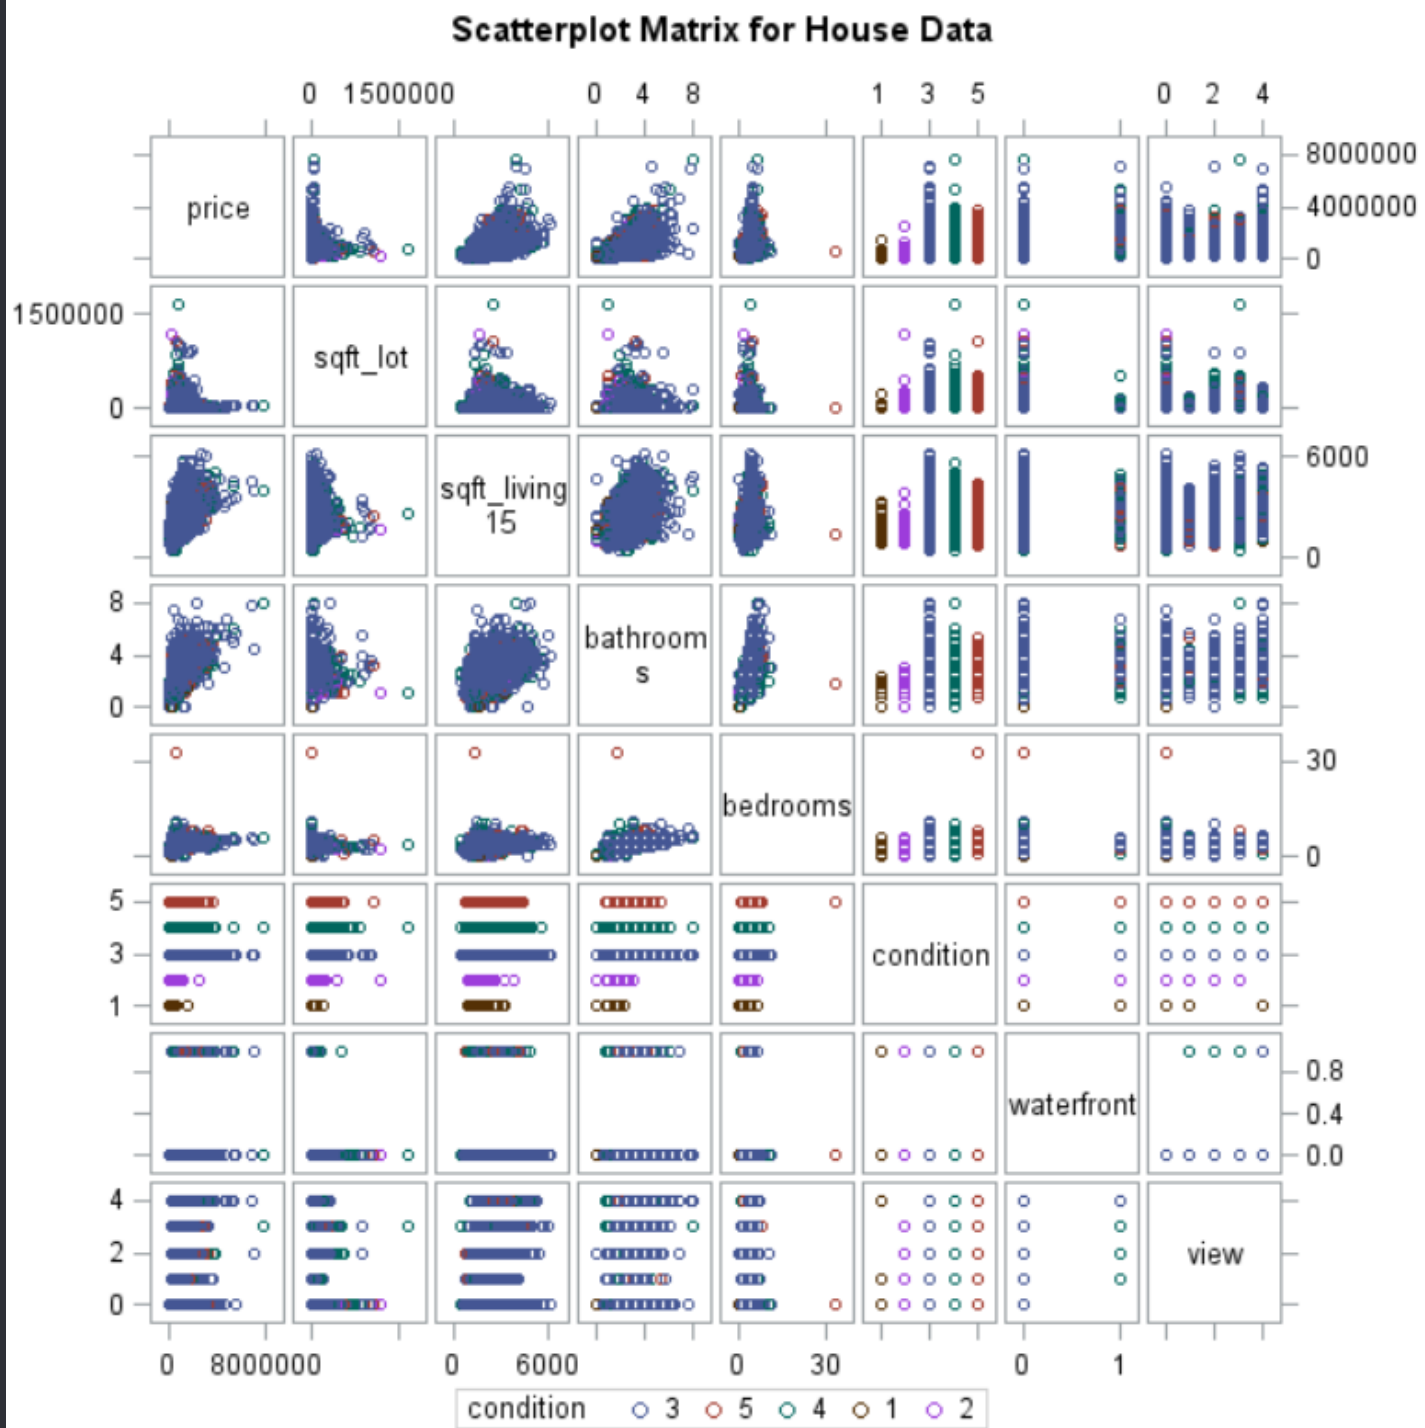 Scatterplot Matrix for House Data
0 1500000 0 4 8 1 3 5 0 2 4
price
8000000
4000000
0
1500000
0
sqft_lot
sqft_living
15
6000
0
8
4
0
bathroom
s
bedrooms
30
0
5
3
1
condition
waterfront
0.8
0.4
0.0
4
2
0
view
0 8000000 0 6000 0 30 0 1
condition 3 5 4 1 2